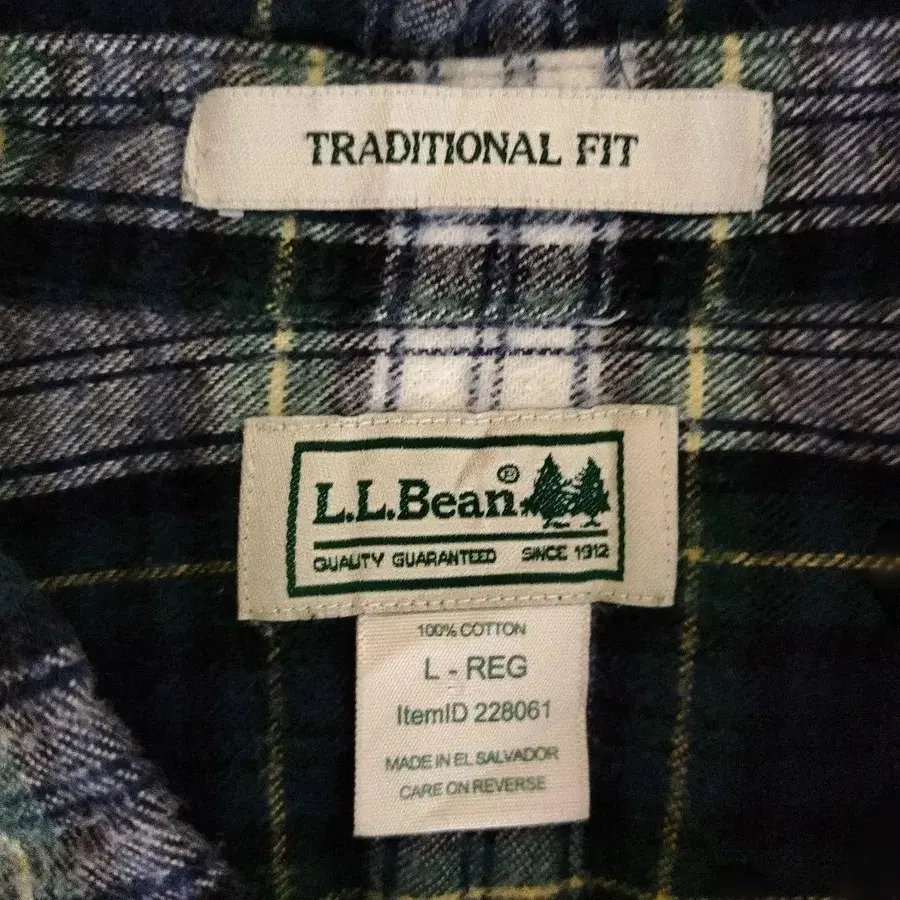 TRADITIONAL FIT
L.L.Bean®
QUALITY GUARANTEED SINCE 1912
100% COTTON
L - REG
ItemID 228061
MADE IN EL SALVADOR
CARE ON REVERSE